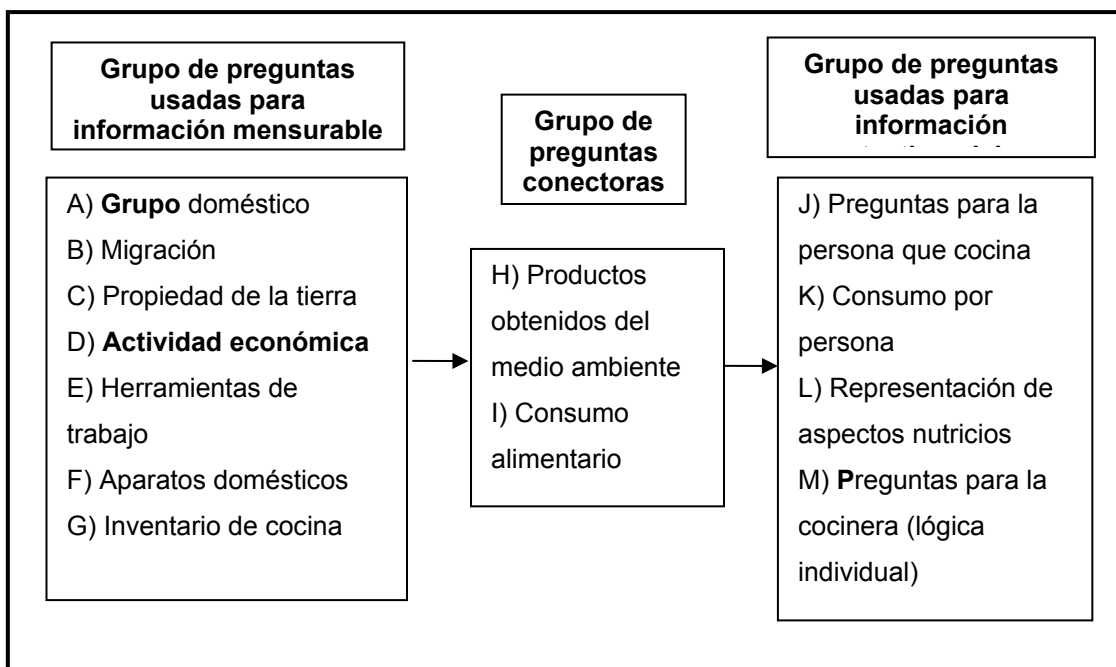 Grupo de preguntas
usadas para
información mensurable
A) Grupo doméstico
B) Migración
C) Propiedad de la tierra
D) Actividad económica
E) Herramientas de
trabajo
F) Aparatos domésticos
G) Inventario de cocina
Grupo de
preguntas
conectoras
H) Productos
obtenidos del
medio ambiente
I) Consumo
alimentario
Grupo de preguntas
usadas para
información
J) Preguntas para la
persona que cocina
K) Consumo por
persona
L) Representación de
aspectos nutricios
M) Preguntas para la
cocinera (lógica
individual)